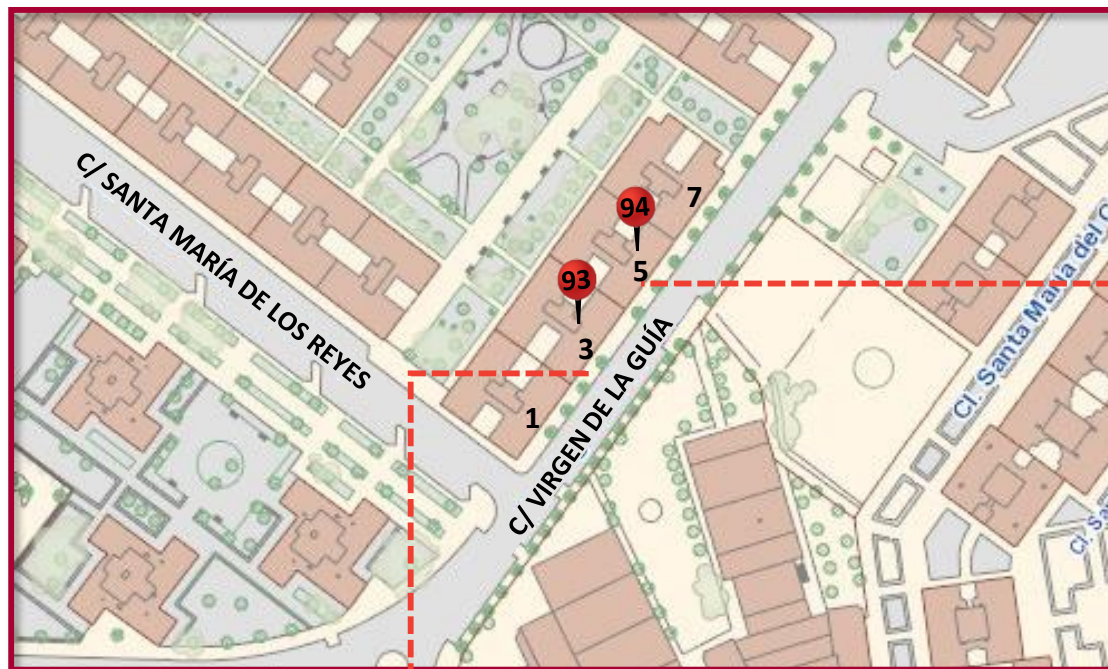 C/ SANTA MARÍA DE LOS REYES
94
7
93
5
3
1
C/ VIRGEN DE LA GUÍA
Cl. Santa María del
Cl.